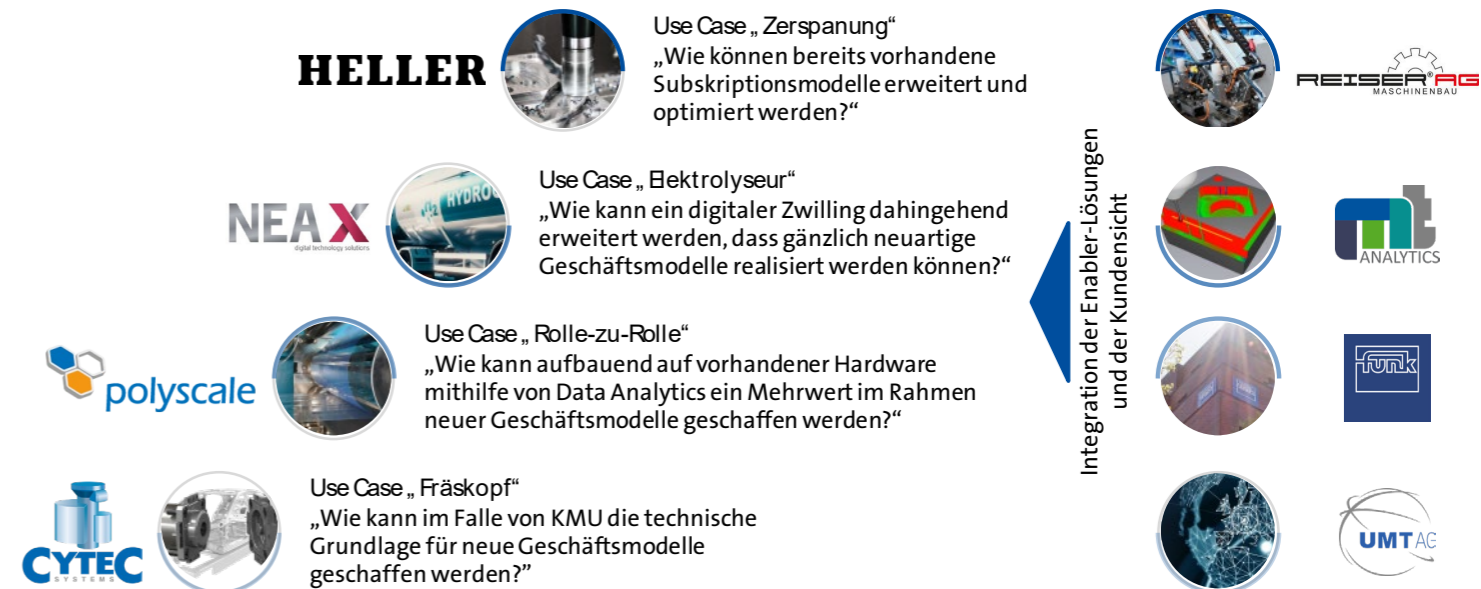 HELLER
Use Case „Zerspanung“
„Wie können bereits vorhandene
Subskriptionsmodelle erweitert und
optimiert werden?“
NEAX
digital technology solutions
HYDROG
H2
Use Case „Elektrolyseur“
„Wie kann ein digitaler Zwilling dahingehend
erweitert werden, dass gänzlich neuartige
Geschäftsmodelle realisiert werden können?“
polyscale
Use Case „Rolle-zu-Rolle“
„Wie kann aufbauend auf vorhandener Hardware
mithilfe von Data Analytics ein Mehrwert im Rahmen
neuer Geschäftsmodelle geschaffen werden?“
CYTEC
SYSTEMS
Use Case „Fräskopf“
„Wie kann im Falle von KMU die technische
Grundlage für neue Geschäftsmodelle
geschaffen werden?”
Integration der Enabler-Lösungen
und der Kundensicht
REISER® AG
MASCHINENBAU
mt
ANALYTICS
funk
UMT AG